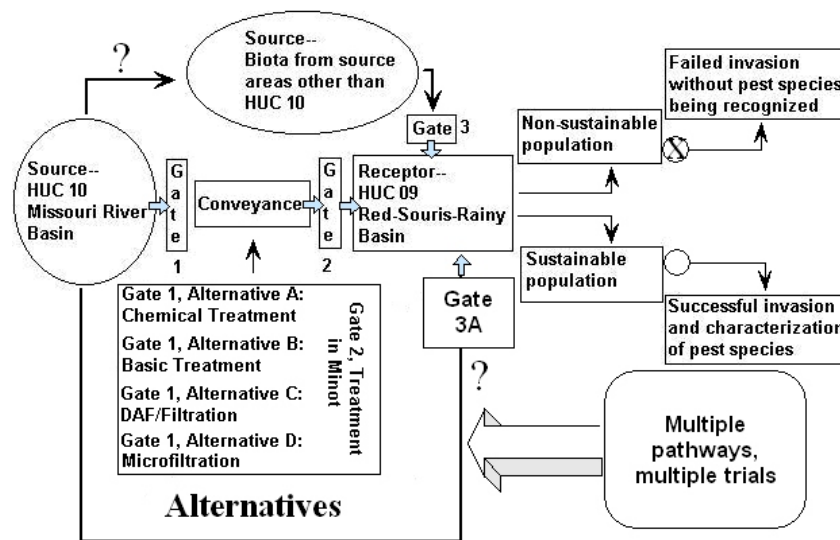 ?
Source--
Biota from source
areas other than
HUC 10
Gate 3
Source--
HUC 10
Missouri River
Basin
Gate
1
Conveyance
Gate
2
Receptor--
HUC 09
Red-Souris-Rainy
Basin
Non-sustainable
population
X
Failed invasion
without pest species
being recognized
Sustainable
population
Successful invasion
and characterization
of pest species
Gate
3A
?
Gate 1, Alternative A:
Chemical Treatment
Gate 1, Alternative B:
Basic Treatment
Gate 1, Alternative C:
DAF/Filtration
Gate 1, Alternative D:
Microfiltration
Gate 2, Treatment
in Minot
Alternatives
Multiple
pathways,
multiple trials